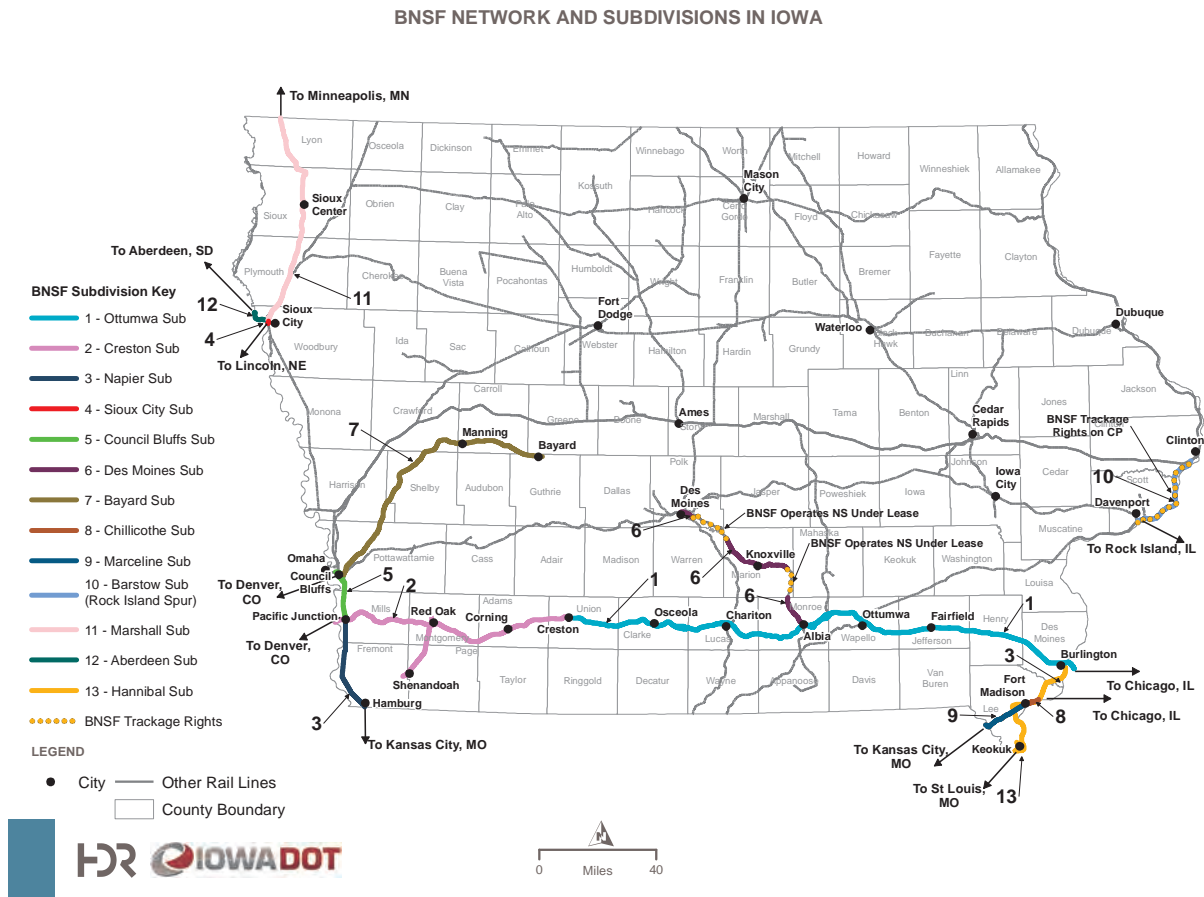 BNSF NETWORK AND SUBDIVISIONS IN IOWA
To Minneapolis, MN
Lyon
Osceola
Dickinson
Emmet
Winnebago
Worth
Mitchell
Howard
Winneshiek
Allamakee
Sioux
Center
Sioux
Obrien
Clay
Palo
Alto
Kossuth
Hancock
Mason
City
Cerro
Gordo
Floyd
Chickasaw
To Aberdeen, SD
Plymouth
Cherokee
Buena
Vista
Pocahontas
Humboldt
Wright
Franklin
Butler
Bremer
Fayette
Clayton
BNSF Subdivision Key
12
11
1 - Ottumwa Sub
2 - Creston Sub
3 - Napier Sub
4 - Sioux City Sub
5 - Council Bluffs Sub
6 - Des Moines Sub
7 - Bayard Sub
8 - Chillicothe Sub
9 - Marceline Sub
10 - Barstow Sub
(Rock Island Spur)
11 - Marshall Sub
12 - Aberdeen Sub
13 - Hannibal Sub
BNSF Trackage Rights
LEGEND
City
Other Rail Lines
County Boundary
4
Sioux
City
To Lincoln, NE
Woodbury
Ida
Sac
Calhoun
Fort
Dodge
Webster
Hamilton
Hardin
Grundy
Waterloo
Black
Hawk
Buchanan
Delaware
Dubuque
Dubuque
Monona
Crawford
Carroll
Greene
Boone
Ames
Story
Marshall
Tama
Benton
Linn
Jones
Jackson
Cedar
Rapids
BNSF Trackage
Rights on CP
Clinton
Clinton
7
Manning
Bayard
Harrison
Shelby
Audubon
Guthrie
Dallas
Polk
Jasper
Poweshiek
Iowa
Johnson
Iowa
City
Cedar
Scott
10
Davenport
Muscatine
To Rock Island, IL
Des
Moines
6
BNSF Operates NS Under Lease
Mahaska
BNSF Operates NS Under Lease
Knoxville
Marion
6
6
Omaha
Council
Bluffs
Pottawattamie
Cass
Adair
Madison
Warren
Keokuk
Washington
Louisa
To Denver,
CO
5
2
Pacific Junction
Mills
Red Oak
Montgomery
Adams
Corning
Union
Creston
1
Osceola
Clarke
Chariton
Lucas
Monroe
Albia
Ottumwa
Wapello
Fairfield
Jefferson
Henry
1
Des
Moines
Burlington
To Denver,
CO
Fremont
Page
Shenandoah
Taylor
Ringgold
Decatur
Wayne
Appanoose
Davis
Van
Buren
3
Fort
Madison
Lee
To Chicago, IL
3
Hamburg
To Kansas City, MO
9
8
To Chicago, IL
To Kansas City,
MO
Keokuk
To St Louis,
MO
13
HDR
IOWADOT
N
0
Miles
40